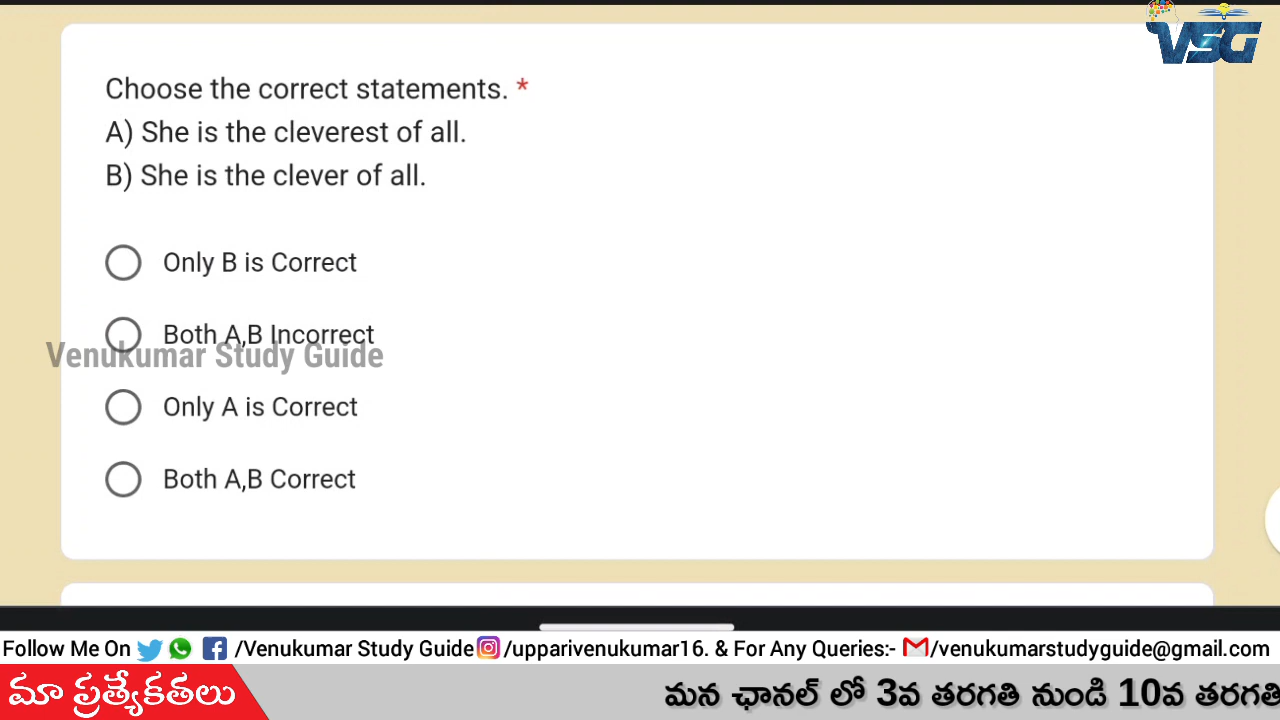 VSG
Choose the correct statements. *
A) She is the cleverest of all.
B) She is the clever of all.
Only B is Correct
Both A,B Incorrect
Venukumar Study Guide
Only A is Correct
Both A,B Correct
Follow Me On /Venukumar Study Guide /upparivenukumar16. & For Any Queries:- /venukumarstudyguide@gmail.com
మా ప్రత్యేకతలు మన ఛానల్ లో 3వ తరగతి నుండి 10వ తరగతి